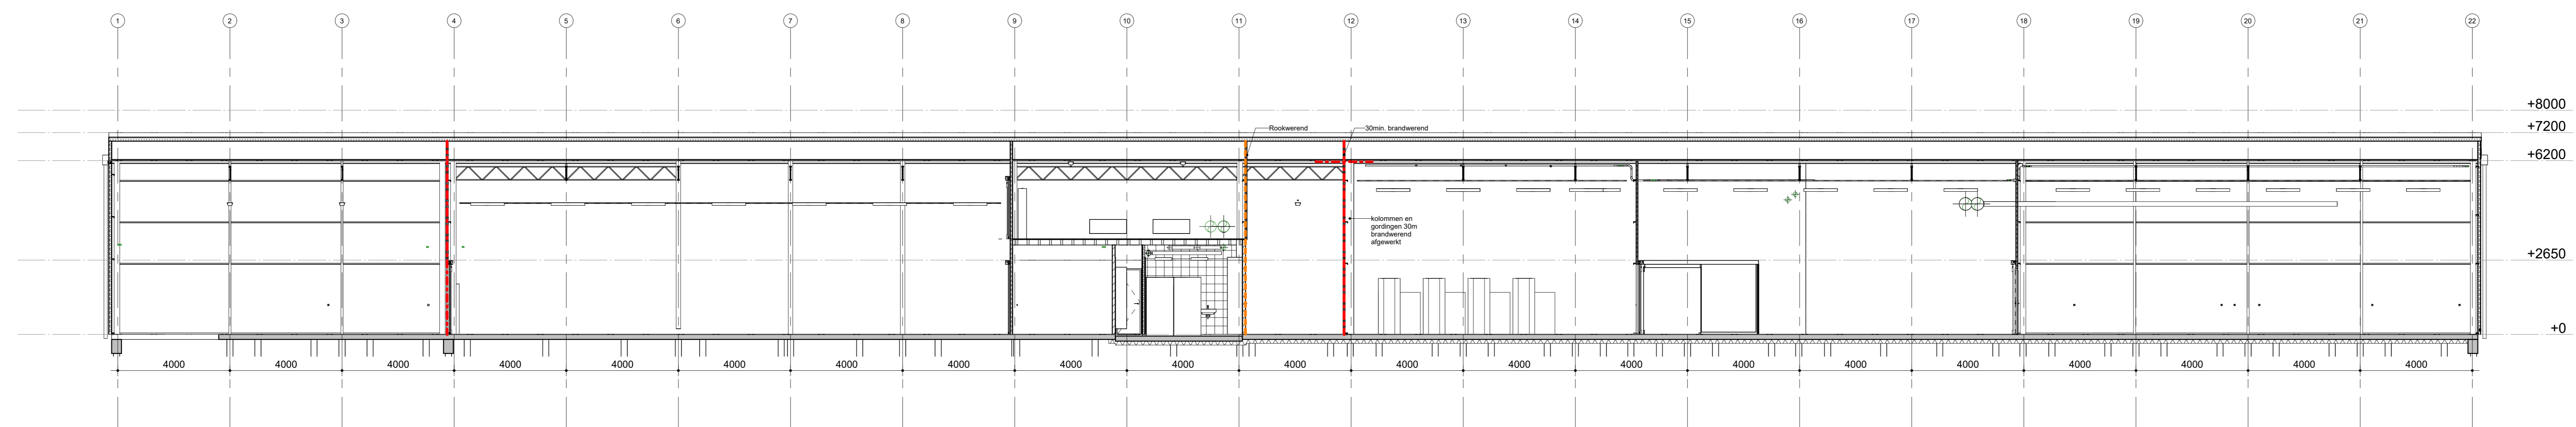 1 2 3 4 5 6 7 8 9 10 11 12 13 14 15 16 17 18 19 20 21 22
+8000
+7200
Rookwerend 30min. brandwerend
+6200
kolommen en
gordingen 30m
brandwerend
afgewerkt
+2650
+0
4000 4000 4000 4000 4000 4000 4000 4000 4000 4000 4000 4000 4000 4000 4000 4000 4000 4000 4000 4000 4000